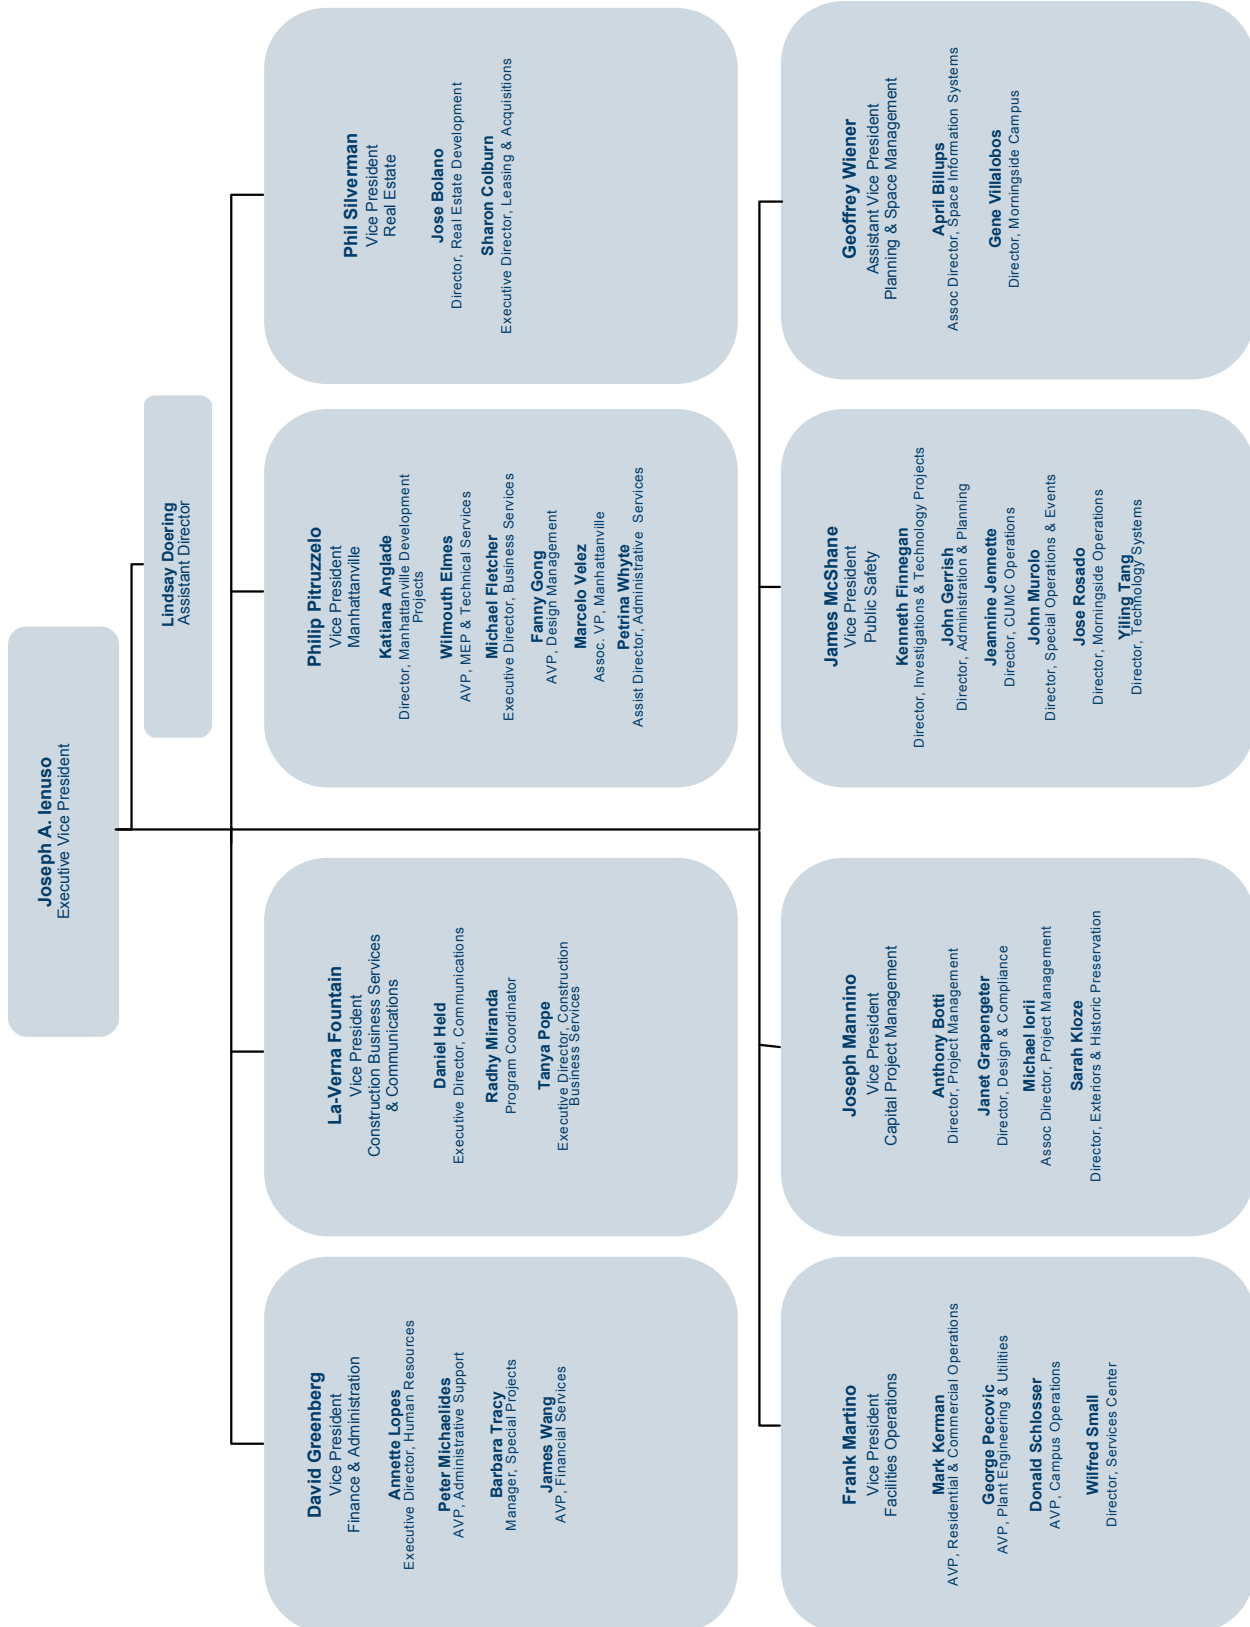 Joseph A. Ienuso
Executive Vice President
Lindsay Doering
Assistant Director
David Greenberg
Vice President
Finance & Administration
Annette Lopes
Executive Director, Human Resources
Peter Michaelides
AVP, Administrative Support
Barbara Tracy
Manager, Special Projects
James Wang
AVP, Financial Services
La-Verna Fountain
Vice President
Construction Business Services
& Communications
Daniel Held
Executive Director, Communications
Radhy Miranda
Program Coordinator
Tanya Pope
Executive Director, Construction
Business Services
Philip Pitruzzelo
Vice President
Manhattanville
Katiana Anglade
Director, Manhattanville Development
Projects
Wilmouth Elmes
AVP, MEP & Technical Services
Michael Fletcher
Executive Director, Business Services
Fanny Gong
AVP, Design Management
Marcelo Velez
Assoc. VP, Manhattanville
Petrina Whyte
Assist Director, Administrative Services
Phil Silverman
Vice President
Real Estate
Jose Bolano
Director, Real Estate Development
Sharon Colburn
Executive Director, Leasing & Acquisitions
Frank Martino
Vice President
Facilities Operations
Mark Kerman
AVP, Residential & Commercial Operations
George Pecovic
AVP, Plant Engineering & Utilities
Donald Schlosser
AVP, Campus Operations
Wilfred Small
Director, Services Center
Joseph Mannino
Vice President
Capital Project Management
Anthony Botti
Director, Project Management
Janet Grapengeter
Director, Design & Compliance
Michael Iorii
Assoc Director, Project Management
Sarah Kloze
Director, Exteriors & Historic Preservation
James McShane
Vice President
Public Safety
Kenneth Finnegan
Director, Investigations & Technology Projects
John Gerrish
Director, Administration & Planning
Jeannine Jennette
Director, CUMC Operations
John Murolo
Director, Special Operations & Events
Jose Rosado
Director, Morningside Operations
Yiling Tang
Director, Technology Systems
Geoffrey Wiener
Assistant Vice President
Planning & Space Management
April Billups
Assoc Director, Space Information Systems
Gene Villalobos
Director, Morningside Campus